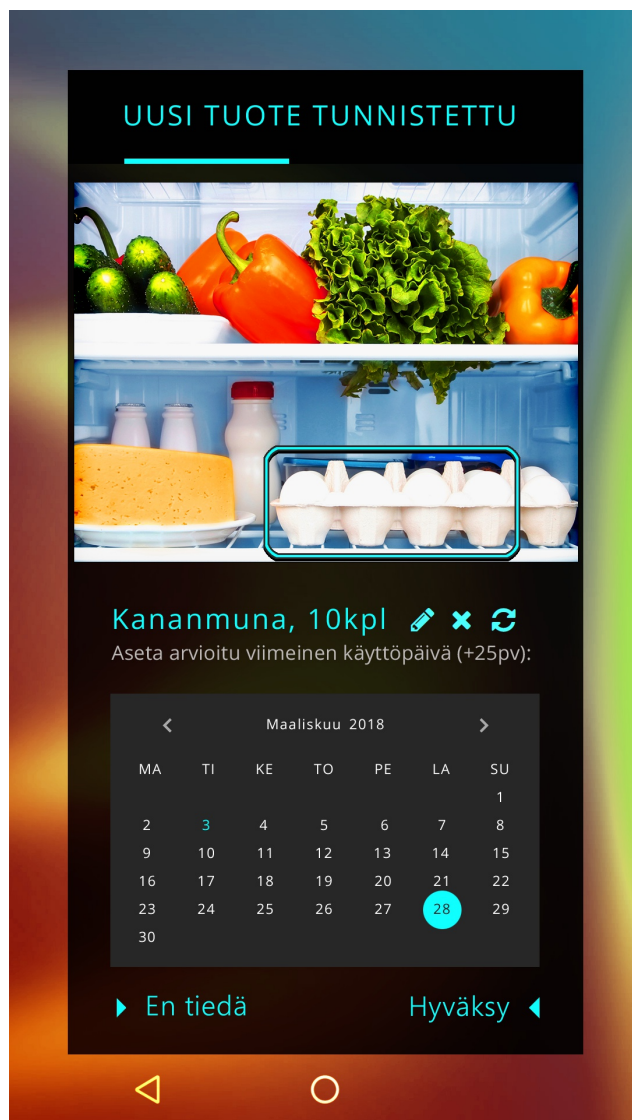 UUSI TUOTE TUNNISTETTU
Kananmuna, 10kpl
Aseta arvioitu viimeinen käyttöpäivä (+25pv):
Maaliskuu 2018
MA TI KE TO PE LA SU
1
2 3 4 5 6 7 8
9 10 11 12 13 14 15
16 17 18 19 20 21 22
23 24 25 26 27 28 29
30
En tiedä Hyväksy